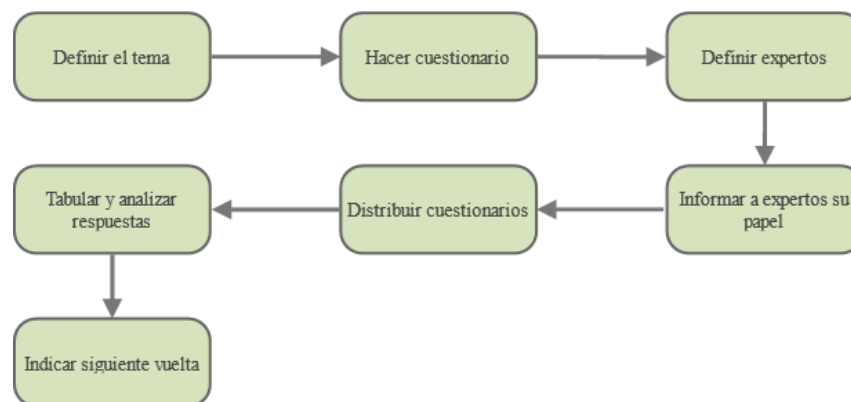 Definir el tema
Hacer cuestionario
Definir expertos
Informar a expertos su
papel
Distribuir cuestionarios
Tabular y analizar
respuestas
Indicar siguiente vuelta